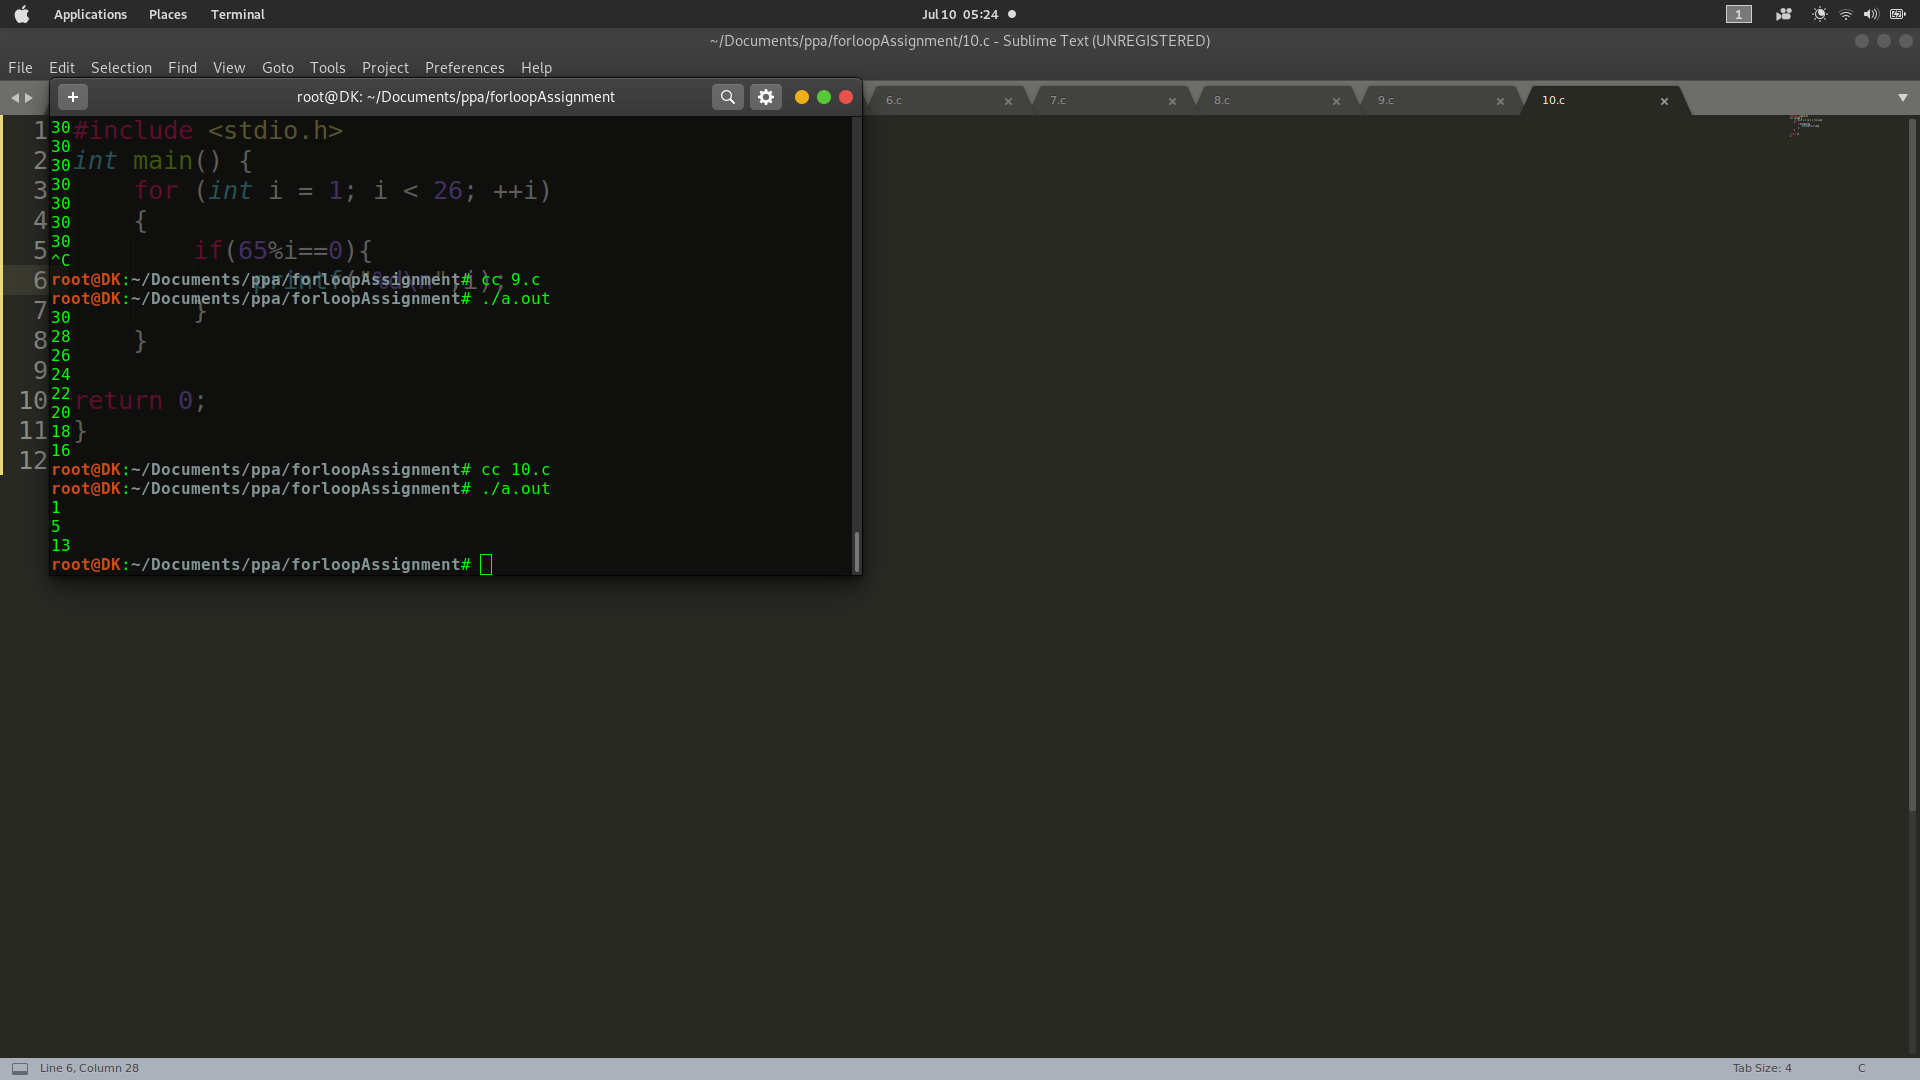 Applications Places Terminal Jul 10 05:24 1
~/Documents/ppa/forloopAssignment/10.c - Sublime Text (UNREGISTERED)
File Edit Selection Find View Goto Tools Project Preferences Help
root@DK: ~/Documents/ppa/forloopAssignment
6.c 7.c 8.c 9.c 10.c
1 #include <stdio.h>
2 int main() {
3 for (int i = 1; i < 26; ++i)
4 {
5 if(65%i==0){
6 printf("%d\n",i);
7 }
8 }
9
10 return 0;
11 }
12
30
30
30
30
30
30
30
^C
root@DK:~/Documents/ppa/forloopAssignment# cc 9.c
root@DK:~/Documents/ppa/forloopAssignment# ./a.out
30
28
26
24
22
20
18
16
root@DK:~/Documents/ppa/forloopAssignment# cc 10.c
root@DK:~/Documents/ppa/forloopAssignment# ./a.out
1
5
13
root@DK:~/Documents/ppa/forloopAssignment#
Line 6, Column 28 Tab Size: 4 C